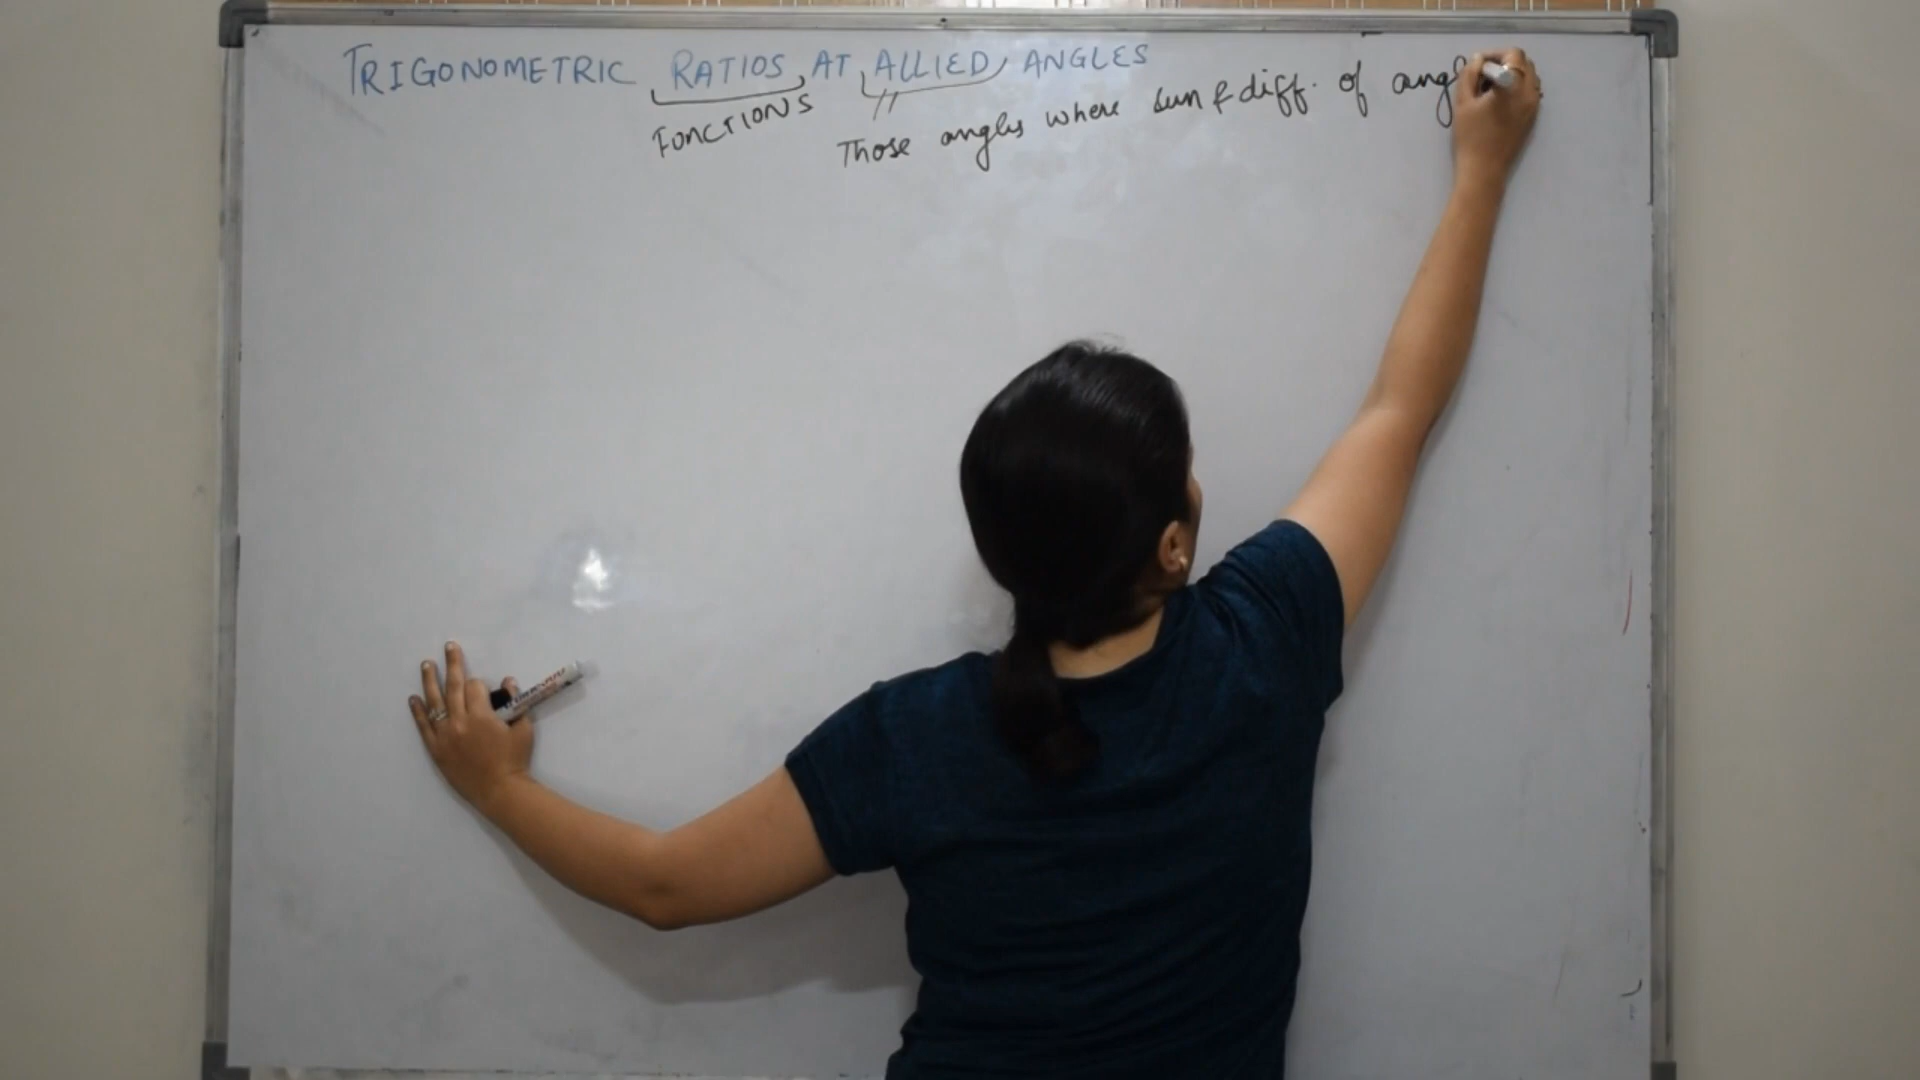 TRIGONOMETRIC RATIOS AT ALLIED ANGLES
FUNCTIONS
Those angles where sum & diff. of